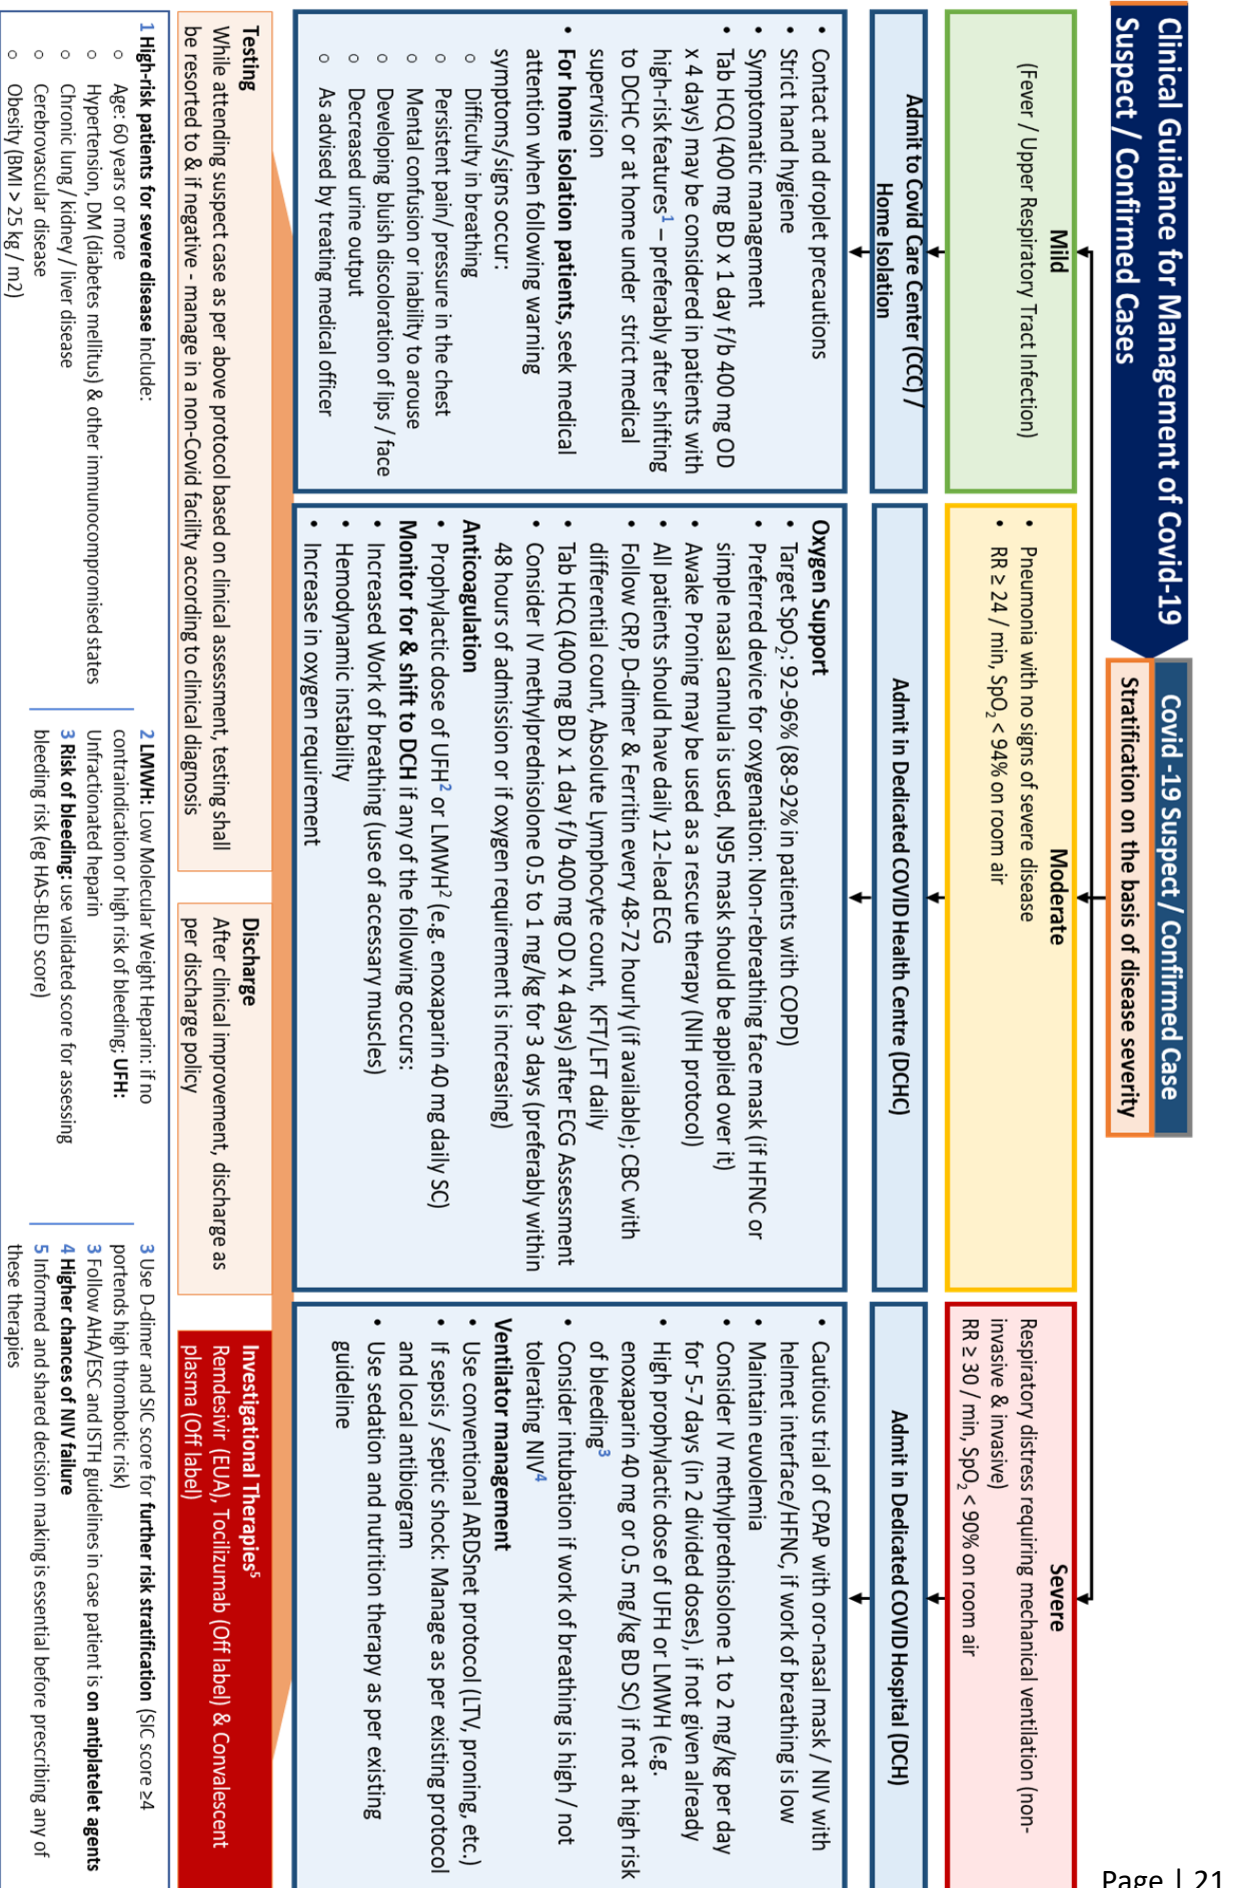 Clinical Guidance for Management of Covid-19
Suspect / Confirmed Cases
Covid -19 Suspect / Confirmed Case
Stratification on the basis of disease severity
Mild
(Fever / Upper Respiratory Tract Infection)
Admit to Covid Care Center (CCC) /
Home Isolation
• Contact and droplet precautions
• Strict hand hygiene
• Symptomatic management
• Tab HCQ (400 mg BD x 1 day f/b 400 mg OD
x 4 days) may be considered in patients with
high-risk features1 – preferably after shifting
to DCHC or at home under strict medical
supervision
• For home isolation patients, seek medical
attention when following warning
symptoms/signs occur:
○ Difficulty in breathing
○ Persistent pain/ pressure in the chest
○ Mental confusion or inability to arouse
○ Developing bluish discoloration of lips / face
○ Decreased urine output
○ As advised by treating medical officer
Moderate
• Pneumonia with no signs of severe disease
• RR ≥ 24 / min, SpO2 < 94% on room air
Admit in Dedicated COVID Health Centre (DCHC)
Oxygen Support
• Target SpO2: 92-96% (88-92% in patients with COPD)
• Preferred device for oxygenation: Non-rebreathing face mask (if HFNC or
simple nasal cannula is used, N95 mask should be applied over it)
• Awake Proning may be used as a rescue therapy (NIH protocol)
• All patients should have daily 12-lead ECG
• Follow CRP, D-dimer & Ferritin every 48-72 hourly (if available); CBC with
differential count, Absolute Lymphocyte count, KFT/LFT daily
• Tab HCQ (400 mg BD x 1 day f/b 400 mg OD x 4 days) after ECG Assessment
• Consider IV methylprednisolone 0.5 to 1 mg/kg for 3 days (preferably within
48 hours of admission or if oxygen requirement is increasing)
Anticoagulation
• Prophylactic dose of UFH2 or LMWH2 (e.g. enoxaparin 40 mg daily SC)
Monitor for & shift to DCH if any of the following occurs:
• Increased Work of breathing (use of accessary muscles)
• Hemodynamic instability
• Increase in oxygen requirement
Severe
Respiratory distress requiring mechanical ventilation (non-
invasive & invasive)
RR ≥ 30 / min, SpO2 < 90% on room air
Admit in Dedicated COVID Hospital (DCH)
• Cautious trial of CPAP with oro-nasal mask / NIV with
helmet interface/HFNC, if work of breathing is low
• Maintain euvolemia
• Consider IV methylprednisolone 1 to 2 mg/kg per day
for 5-7 days (in 2 divided doses), if not given already
• High prophylactic dose of UFH or LMWH (e.g.
enoxaparin 40 mg or 0.5 mg/kg BD SC) if not at high risk
of bleeding3
• Consider intubation if work of breathing is high / not
tolerating NIV4
Ventilator management
• Use conventional ARDSnet protocol (LTV, proning, etc.)
• If sepsis / septic shock: Manage as per existing protocol
and local antibiogram
• Use sedation and nutrition therapy as per existing
guideline
Testing
While attending suspect case as per above protocol based on clinical assessment, testing shall
be resorted to & if negative - manage in a non-Covid facility according to clinical diagnosis
Discharge
After clinical improvement, discharge as
per discharge policy
Investigational Therapies5
Remdesivir (EUA), Tocilizumab (Off label) & Convalescent
plasma (Off label)
1 High-risk patients for severe disease include:
○ Age: 60 years or more
○ Hypertension, DM (diabetes mellitus) & other immunocompromised states
○ Chronic lung / kidney / liver disease
○ Cerebrovascular disease
○ Obesity (BMI > 25 kg / m2)
2 LMWH: Low Molecular Weight Heparin: if no
contraindication or high risk of bleeding; UFH:
Unfractionated heparin
3 Risk of bleeding: use validated score for assessing
bleeding risk (eg HAS-BLED score)
3 Use D-dimer and SIC score for further risk stratification (SIC score ≥4
portends high thrombotic risk)
3 Follow AHA/ESC and ISTH guidelines in case patient is on antiplatelet agents
4 Higher chances of NIV failure
5 Informed and shared decision making is essential before prescribing any of
these therapies
Page | 21